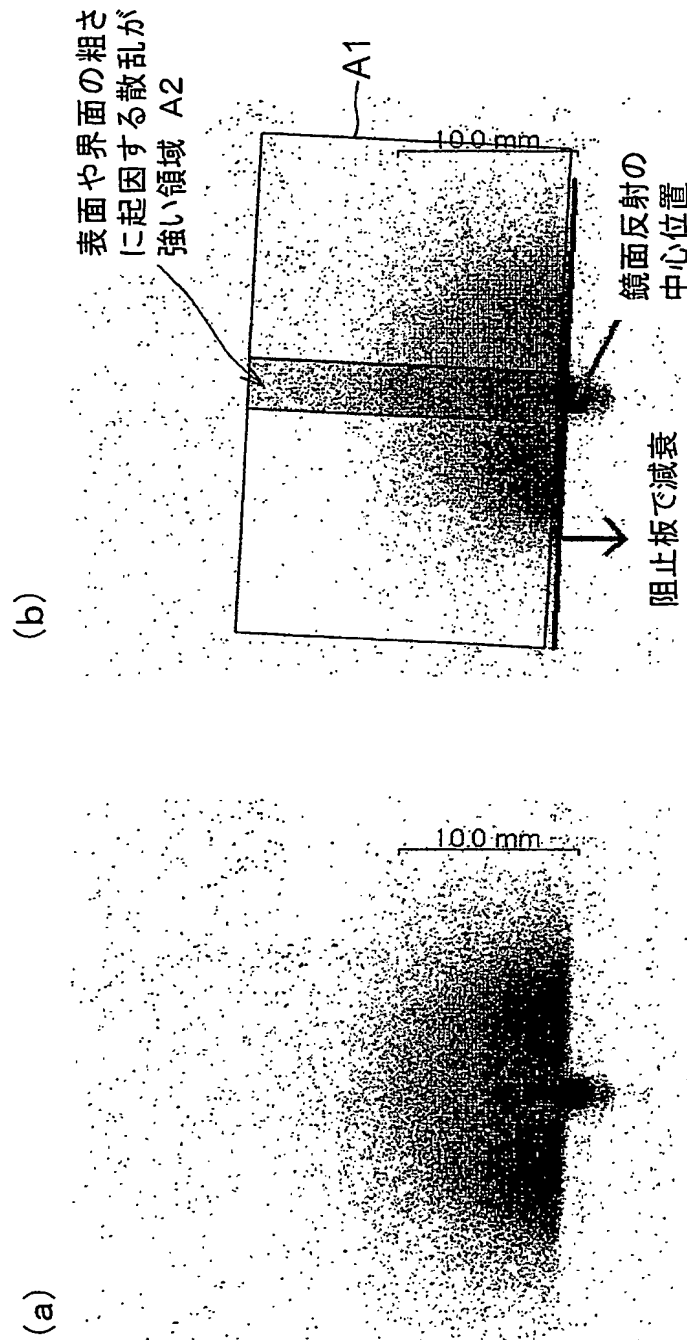 (a)
10.0 mm
(b)
表面や界面の粗さ
に起因する散乱が
強い領域 A2
A1
10.0 mm
鏡面反射の
中心位置
阻止板で減衰